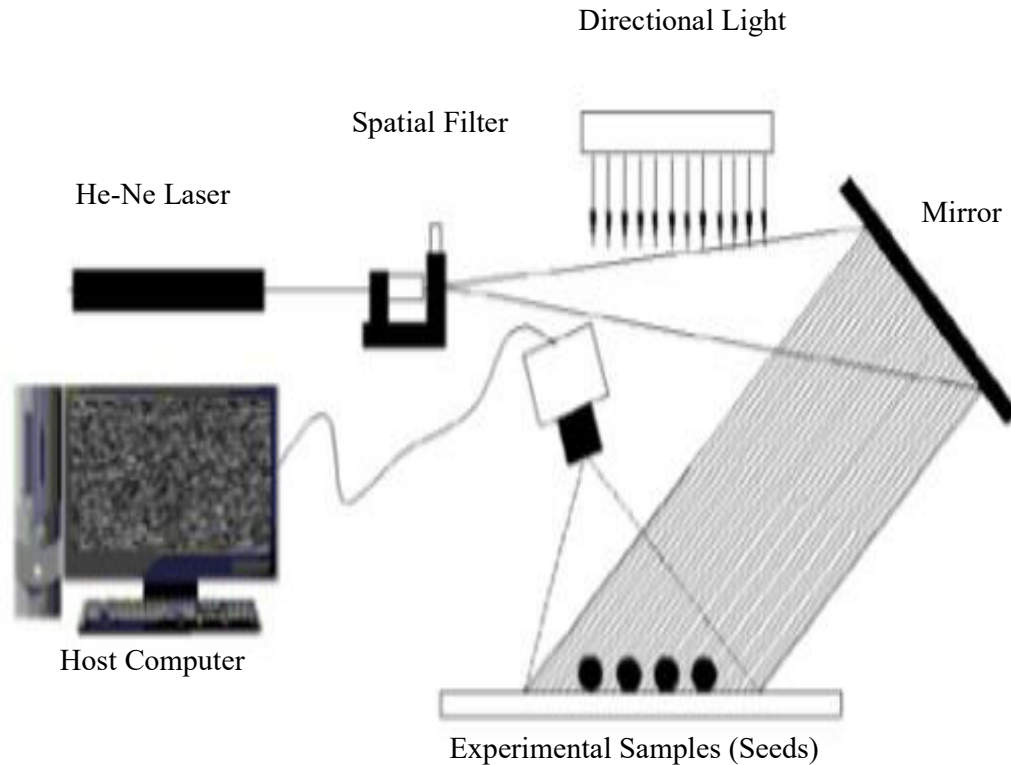 Directional Light
Spatial Filter
He-Ne Laser
Mirror
Host Computer
Experimental Samples (Seeds)